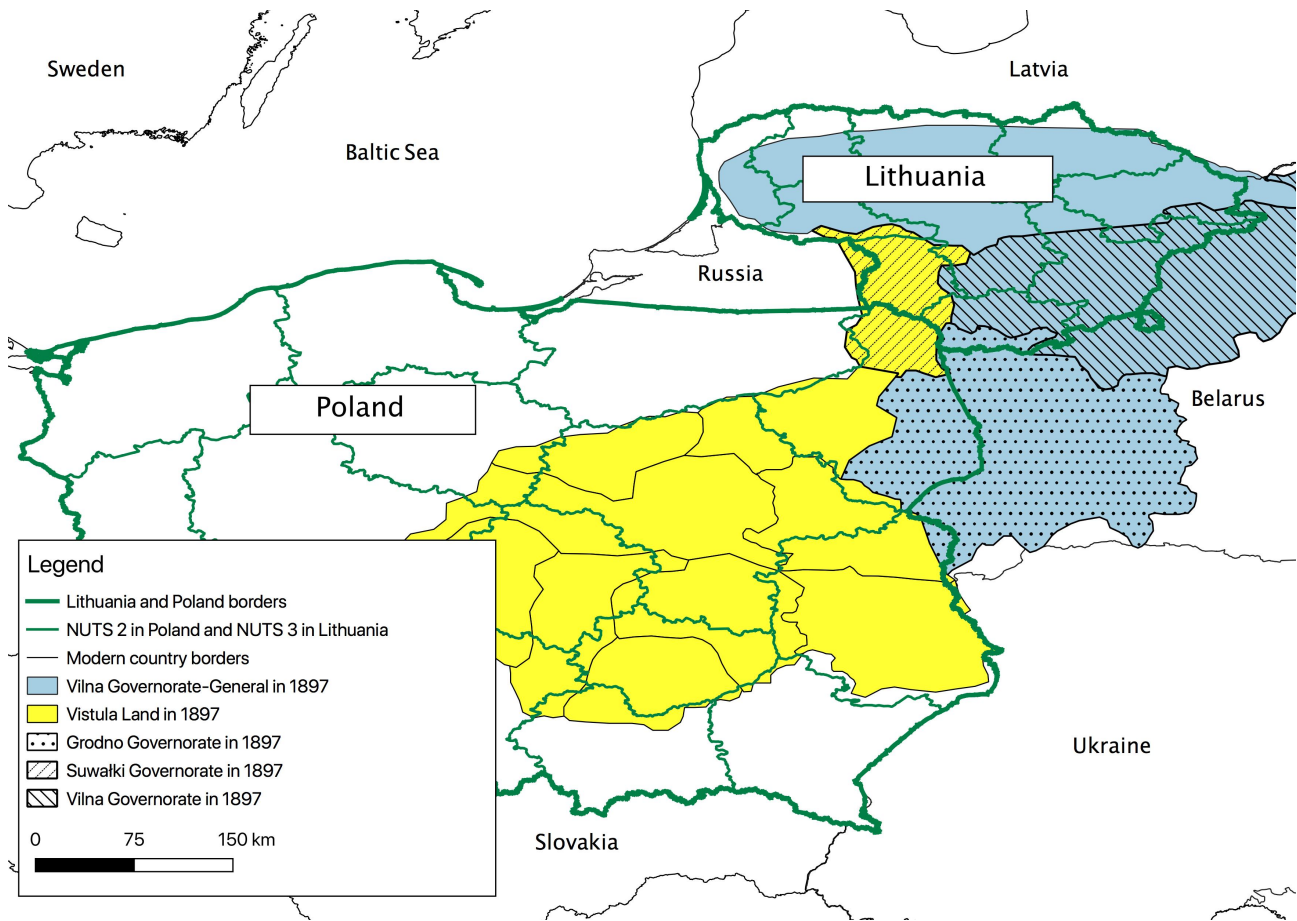 Sweden
Latvia
Baltic Sea
Lithuania
Russia
Poland
Belarus
Legend
Lithuania and Poland borders
NUTS 2 in Poland and NUTS 3 in Lithuania
Modern country borders
Vilna Governorate-General in 1897
Vistula Land in 1897
Grodno Governorate in 1897
Suwałki Governorate in 1897
Vilna Governorate in 1897
0 75 150 km
Ukraine
Slovakia